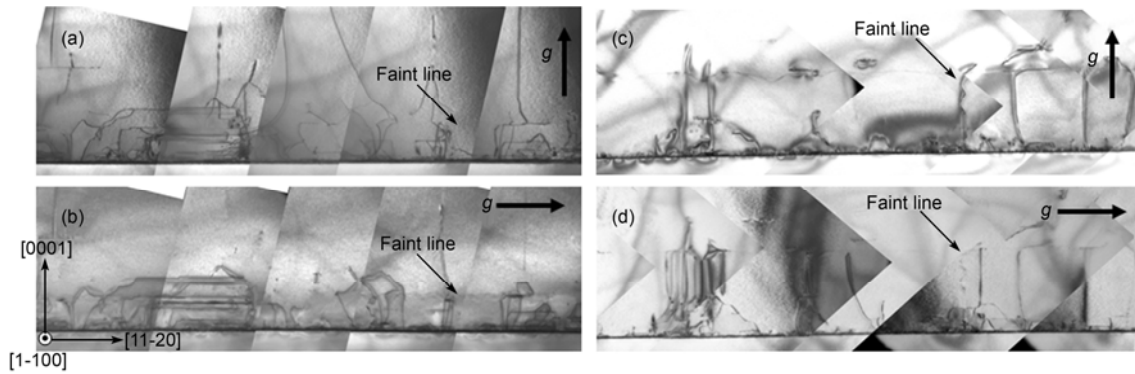 (a)
g
Faint line
(b)
g
Faint line
[0001]
[11-20]
[1-100]
(c)
g
Faint line
(d)
g
Faint line